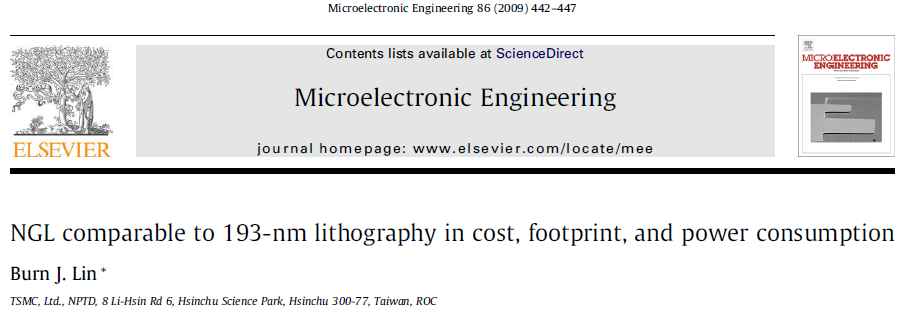 Microelectronic Engineering 86 (2009) 442–447
Contents lists available at ScienceDirect
Microelectronic Engineering
journal homepage: www.elsevier.com/locate/mee
ELSEVIER
MICROELECTRONIC
ENGINEERING
NGL comparable to 193-nm lithography in cost, footprint, and power consumption
Burn J. Lin *
TSMC, Ltd., NPTD, 8 Li-Hsin Rd 6, Hsinchu Science Park, Hsinchu 300-77, Taiwan, ROC